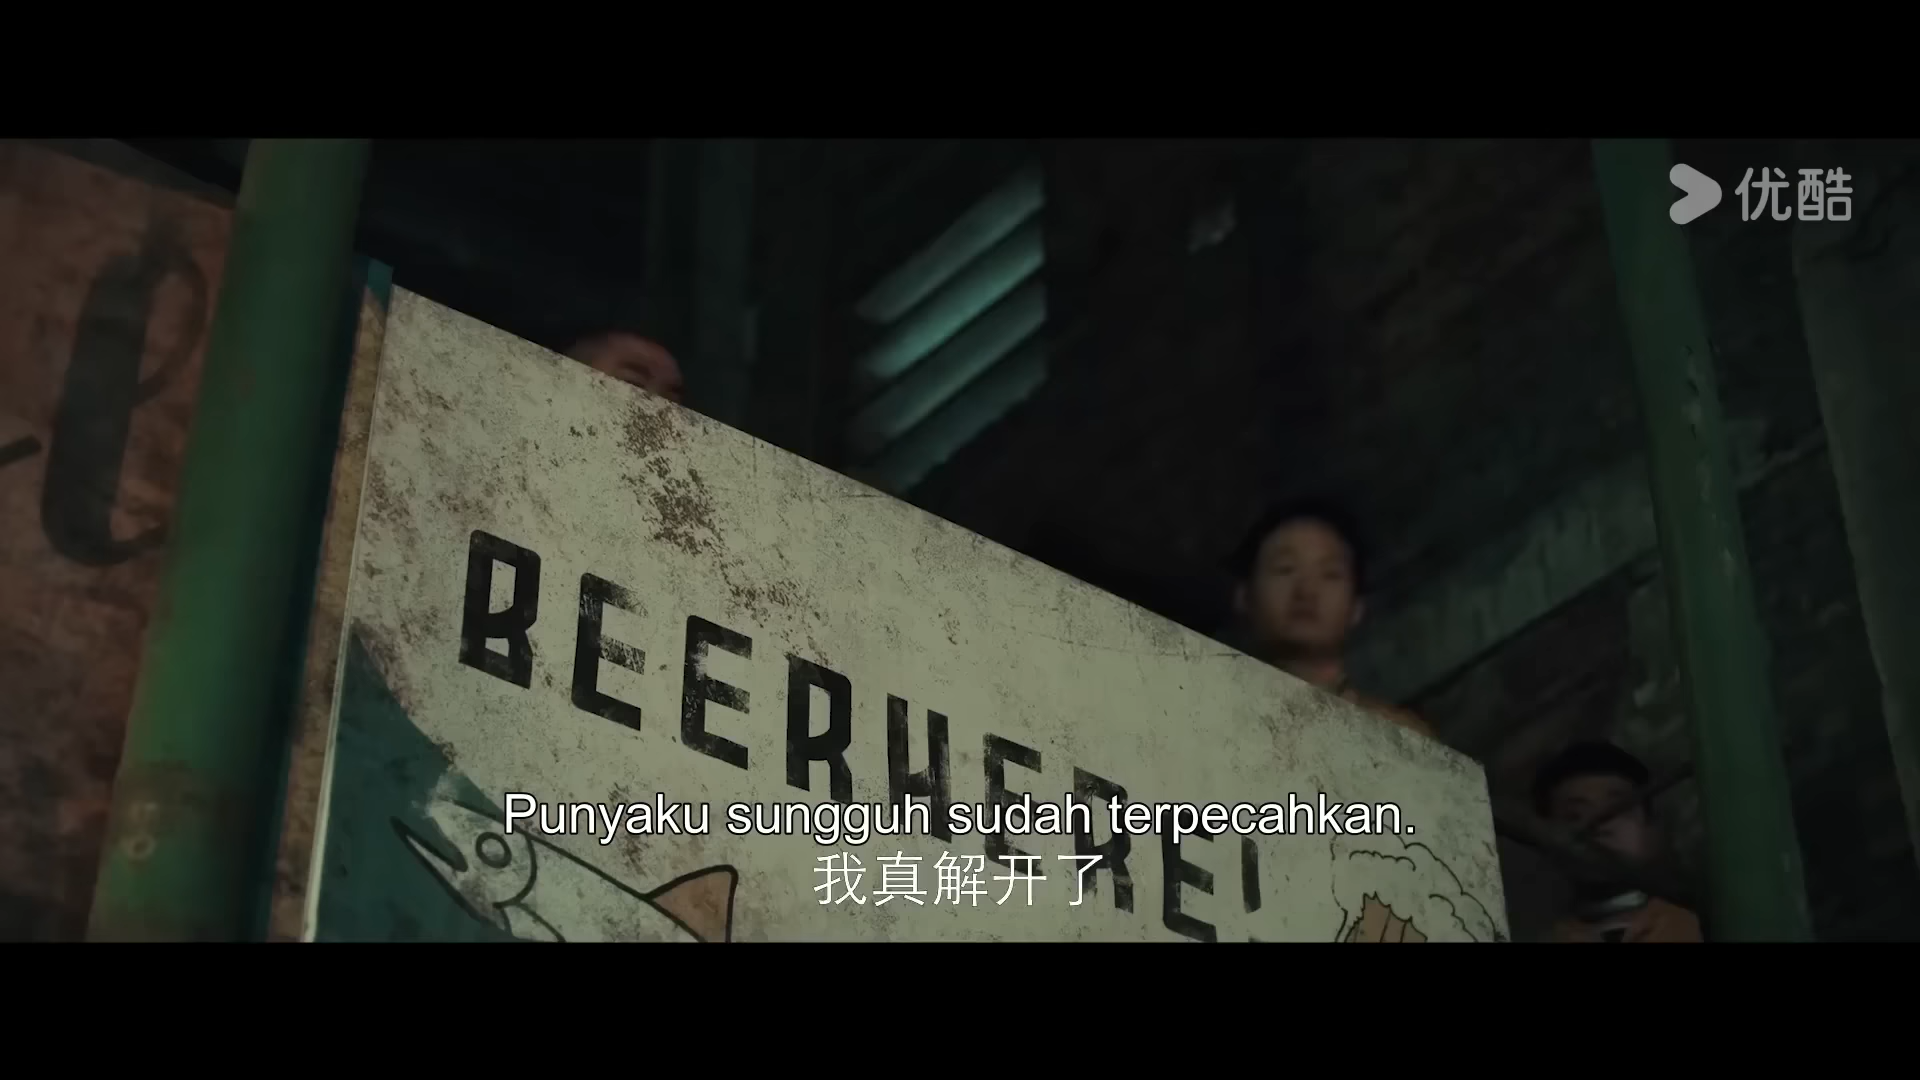 优酷
BEERHERE!
Punyaku sungguh sudah terpecahkan.
我真解开了